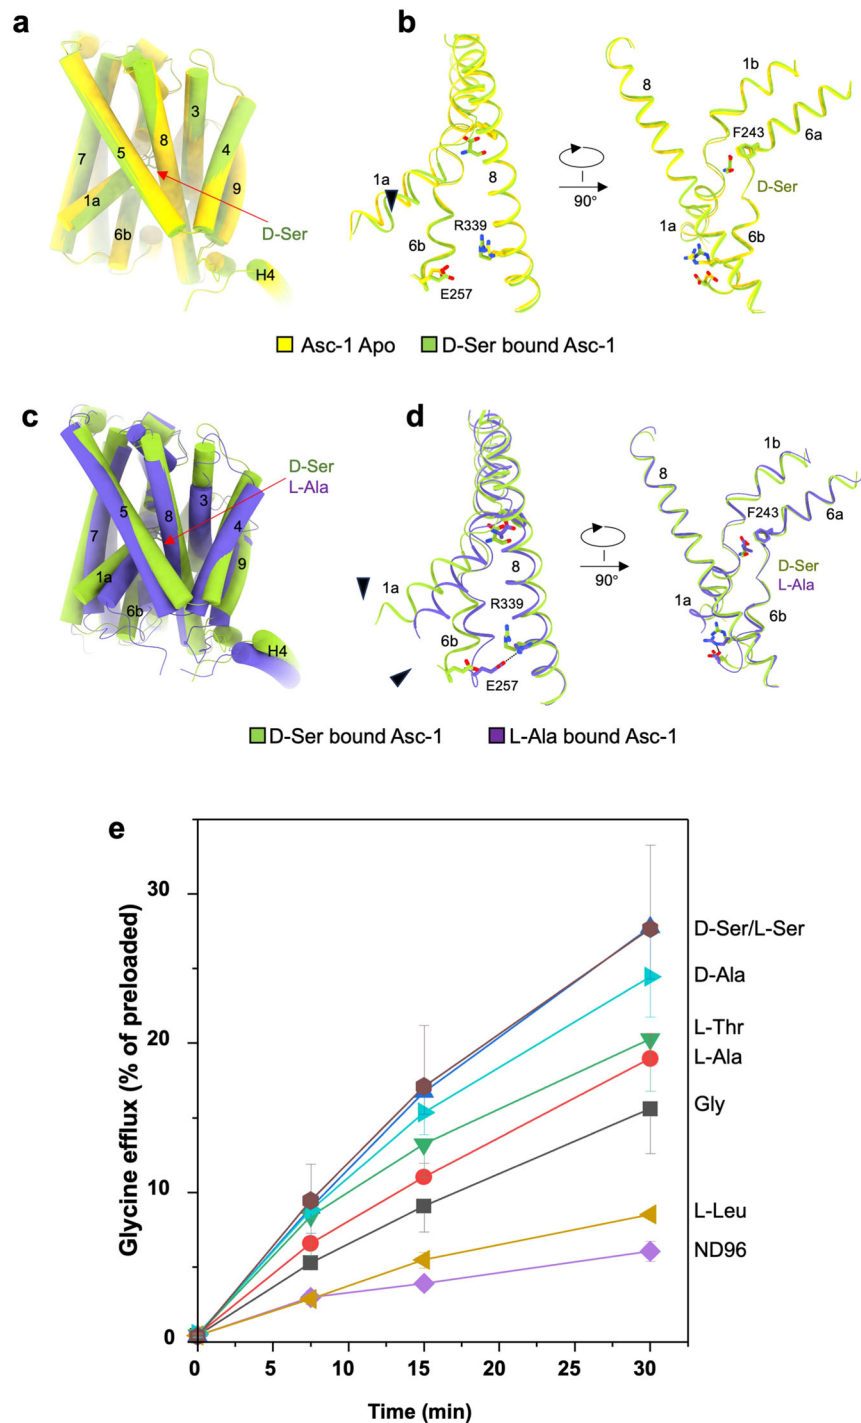 a
3
8
5
4
7
1a
9
6b
D-Ser
H4
b
1a
8
R339
6b
E257
90°
1b
8
F243
6a
D-Ser
1a
6b
Asc-1 Apo
D-Ser bound Asc-1
c
D-Ser
L-Ala
3
5
8
4
7
9
1a
6b
H4
d
1a
8
R339
6b
E257
90°
1b
8
F243
6a
D-Ser
L-Ala
1a
6b
D-Ser bound Asc-1
L-Ala bound Asc-1
e
Glycine efflux (% of preloaded)
30
20
10
0
D-Ser/L-Ser
D-Ala
L-Thr
L-Ala
Gly
L-Leu
ND96
0 5 10 15 20 25 30
Time (min)